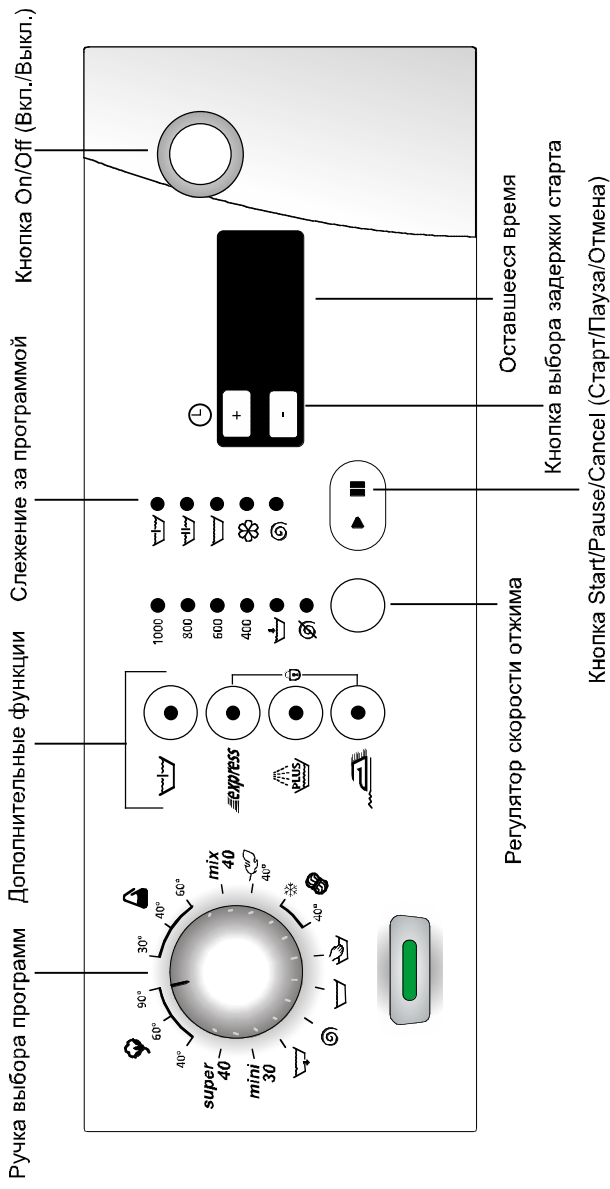 Ручка выбора программ
Дополнительные функции
Слежение за программой
Кнопка On/Off (Вкл./Выкл.)
40°
60°
90°
30°
40°
60°
mix
40
40°
40°
mini
30
super
40
express
PLUS
1000
800
600
400
+
-
Регулятор скорости отжима
Кнопка Start/Pause/Cancel (Старт/Пауза/Отмена)
Кнопка выбора задержки старта
Оставшееся время